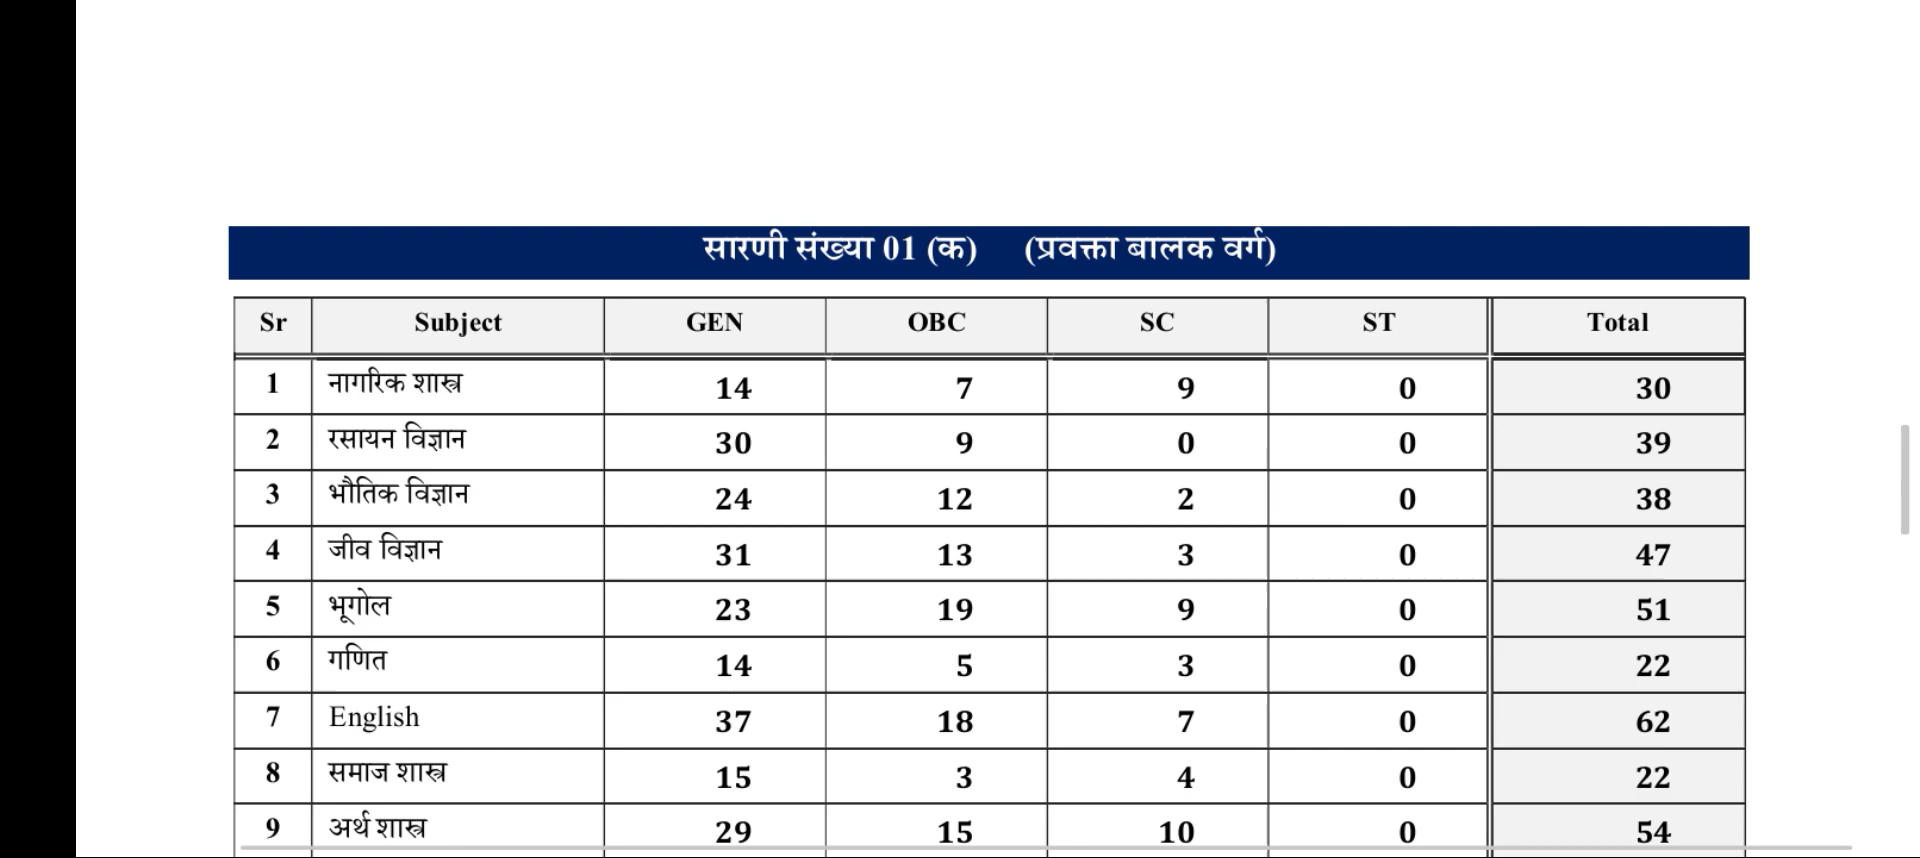 सारणी संख्या 01 (क) (प्रवक्ता बालक वर्ग)
Sr Subject GEN OBC SC ST Total
1 नागरिक शास्त्र 14 7 9 0 30
2 रसायन विज्ञान 30 9 0 0 39
3 भौतिक विज्ञान 24 12 2 0 38
4 जीव विज्ञान 31 13 3 0 47
5 भूगोल 23 19 9 0 51
6 गणित 14 5 3 0 22
7 English 37 18 7 0 62
8 समाज शास्त्र 15 3 4 0 22
9 अर्थ शास्त्र 29 15 10 0 54